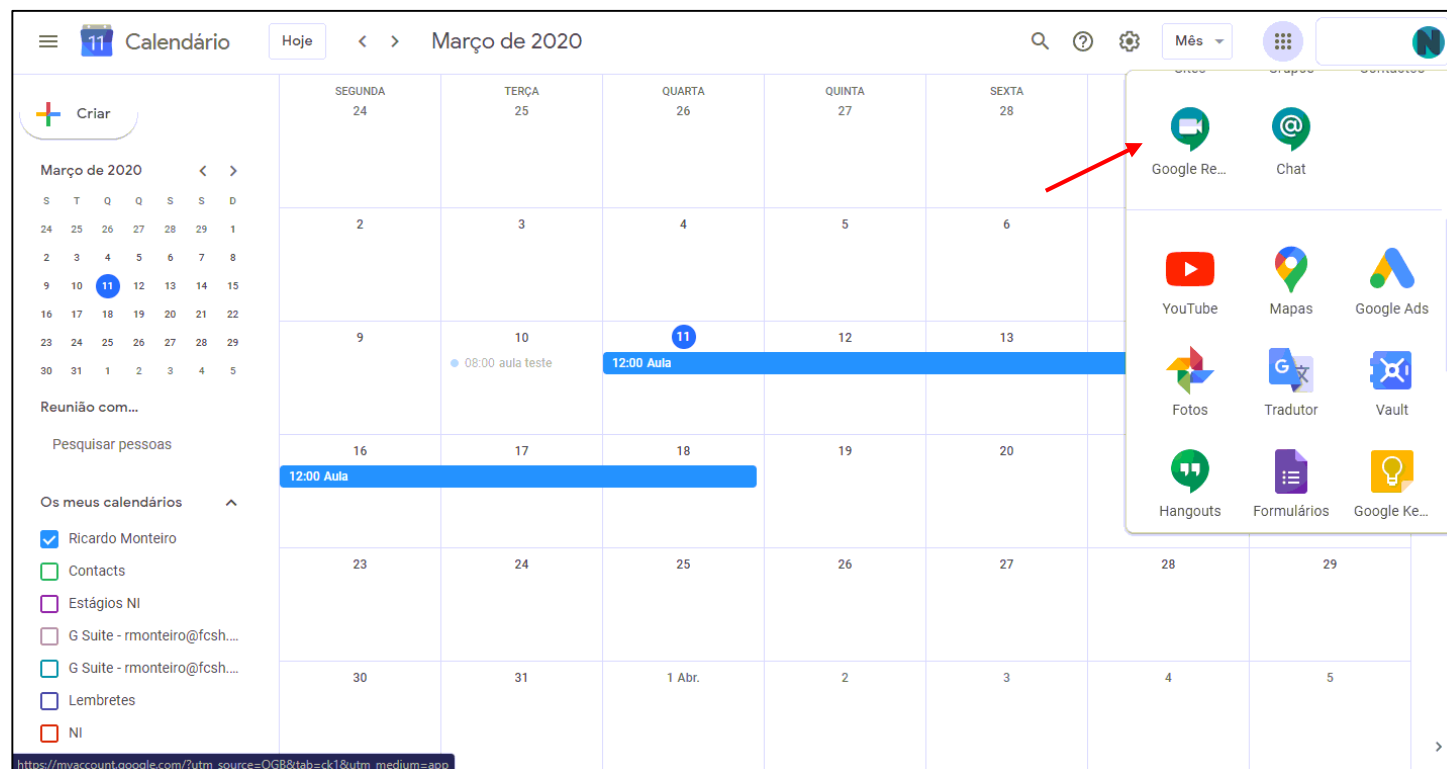 11 Calendário Hoje Março de 2020 Mês N
Criar
Março de 2020
S T Q Q S S D
24 25 26 27 28 29 1
2 3 4 5 6 7 8
9 10 11 12 13 14 15
16 17 18 19 20 21 22
23 24 25 26 27 28 29
30 31 1 2 3 4 5
Reunião com...
Pesquisar pessoas
Os meus calendários
Ricardo Monteiro
Contacts
Estágios NI
G Suite - rmonteiro@fcsh....
G Suite - rmonteiro@fcsh....
Lembretes
NI
https://myaccount.google.com/?utm_source=OGB&tab=ck1&utm_medium=app
SEGUNDA TERÇA QUARTA QUINTA SEXTA
24 25 26 27 28
2 3 4 5 6
9 10 11 12 13
08:00 aula teste 12:00 Aula
16 17 18 19 20
12:00 Aula
23 24 25 26 27 28 29
30 31 1 Abr. 2 3 4 5
Sites Grupos Contactos
Google Re... Chat
YouTube Mapas Google Ads
Fotos Tradutor Vault
Hangouts Formulários Google Ke...